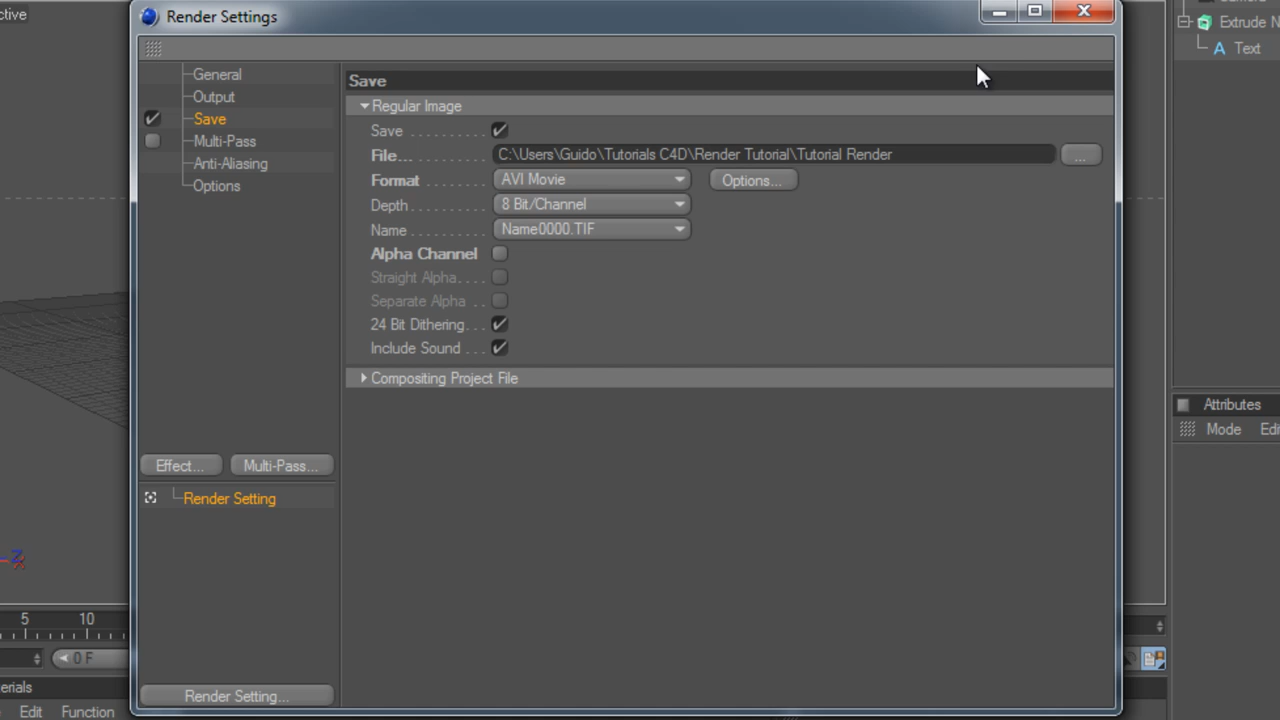 ctive
Render Settings
Extrude N
Text
General
Output
Save
Multi-Pass
Anti-Aliasing
Options
Save
Regular Image
Save . . . . . . . . . .
File... . . . . . . . . . C:\Users\Guido\Tutorials C4D\Render Tutorial\Tutorial Render ...
Format . . . . . . . . AVI Movie Options...
Depth . . . . . . . . . 8 Bit/Channel
Name . . . . . . . . . Name0000.TIF
Alpha Channel
Straight Alpha. . . .
Separate Alpha . .
24 Bit Dithering. . .
Include Sound . . .
Compositing Project File
Attributes
Mode Edi
Effect... Multi-Pass...
Render Setting
Z
X
5 10
0 F
erials
Edit Function
Render Setting...